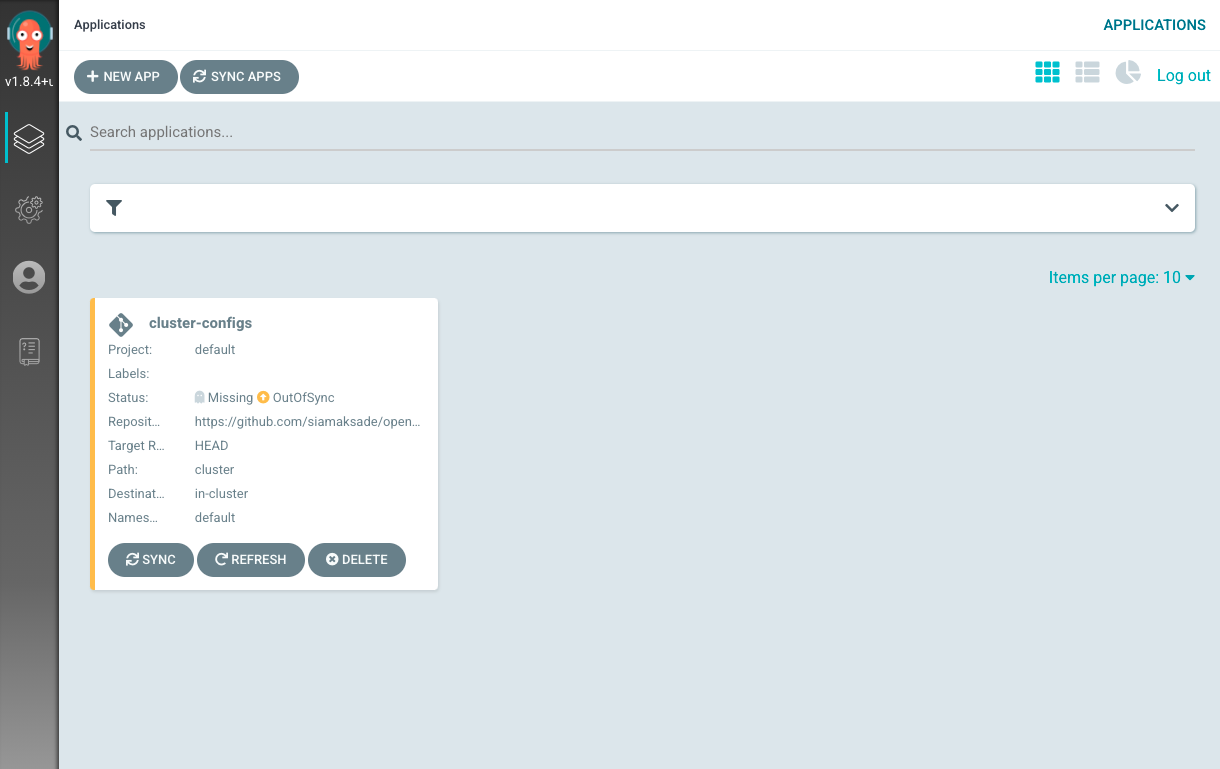 Applications
APPLICATIONS
v1.8.4+u
NEW APP
SYNC APPS
Log out
Search applications...
Items per page: 10
cluster-configs
Project: default
Labels:
Status: Missing OutOfSync
Reposit… https://github.com/siamaksade/open…
Target R… HEAD
Path: cluster
Destinat… in-cluster
Names… default
SYNC REFRESH DELETE